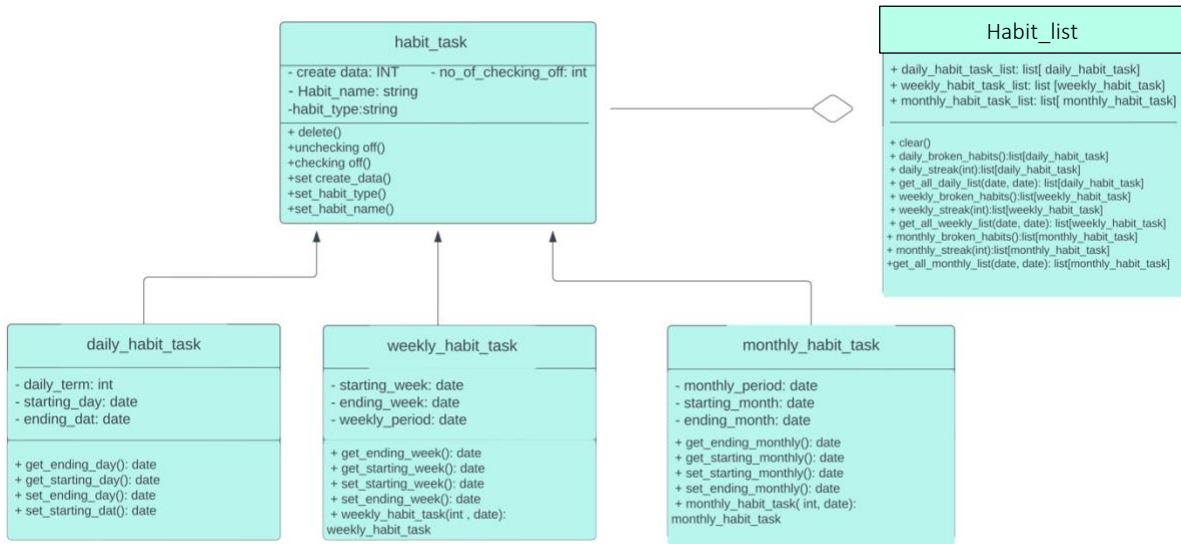 habit_task
- create data: INT - no_of_checking_off: int
- Habit_name: string
-habit_type:string
+ delete()
+unchecking off()
+checking off()
+set create_data()
+set_habit_type()
+set_habit_name()
Habit_list
+ daily_habit_task_list: list[ daily_habit_task]
+ weekly_habit_task_list: list [weekly_habit_task]
+ monthly_habit_task_list: list[ monthly_habit_task]
+ clear()
+ daily_broken_habits():list[daily_habit_task]
+ daily_streak(int):list[daily_habit_task]
+ get_all_daily_list(date, date): list[daily_habit_task]
+ weekly_broken_habits():list[weekly_habit_task]
+ weekly_streak(int):list[weekly_habit_task]
+ get_all_weekly_list(date, date): list[weekly_habit_task]
+ monthly_broken_habits():list[monthly_habit_task]
+ monthly_streak(int):list[monthly_habit_task]
+get_all_monthly_list(date, date): list[monthly_habit_task]
daily_habit_task
- daily_term: int
- starting_day: date
- ending_dat: date
+ get_ending_day(): date
+ get_starting_day(): date
+ set_ending_day(): date
+ set_starting_dat(): date
weekly_habit_task
- starting_week: date
- ending_week: date
- weekly_period: date
+ get_ending_week(): date
+ get_starting_week(): date
+ set_starting_week(): date
+ set_ending_week(): date
+ weekly_habit_task(int , date):
weekly_habit_task
monthly_habit_task
- monthly_period: date
- starting_month: date
- ending_month: date
+ get_ending_monthly(): date
+ get_starting_monthly(): date
+ set_starting_monthly(): date
+ set_ending_monthly(): date
+ monthly_habit_task( int, date):
monthly_habit_task